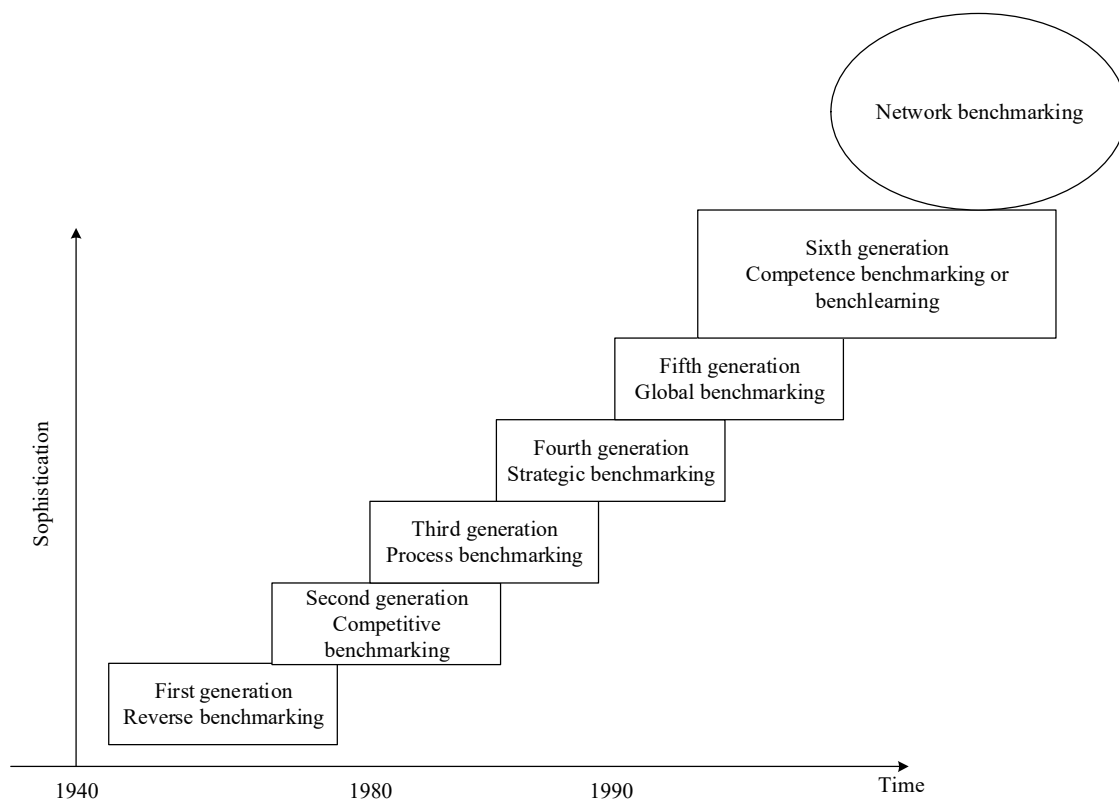 Network benchmarking
Sixth generation
Competence benchmarking or
benchlearning
Fifth generation
Global benchmarking
Fourth generation
Strategic benchmarking
Sophistication
Third generation
Process benchmarking
Second generation
Competitive
benchmarking
First generation
Reverse benchmarking
1940
1980
1990
Time